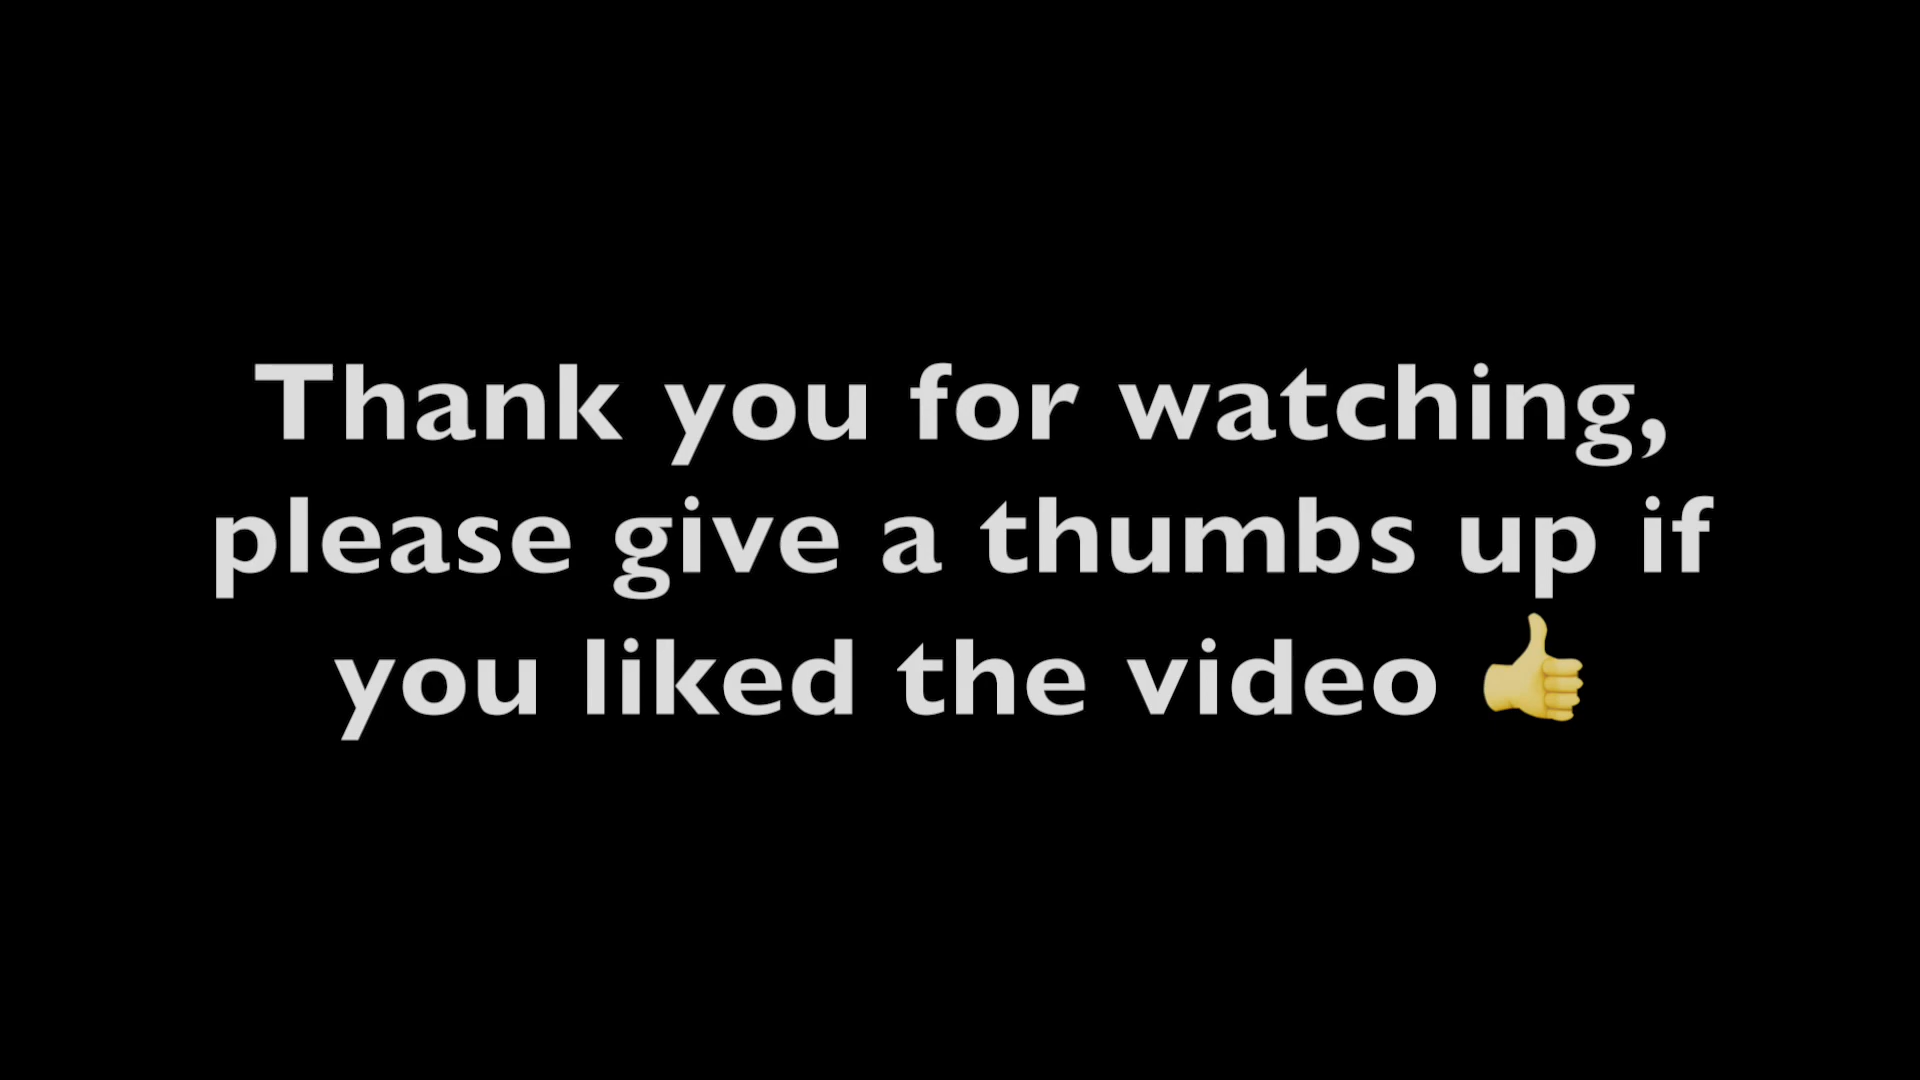 Thank you for watching,
please give a thumbs up if
you liked the video 👍